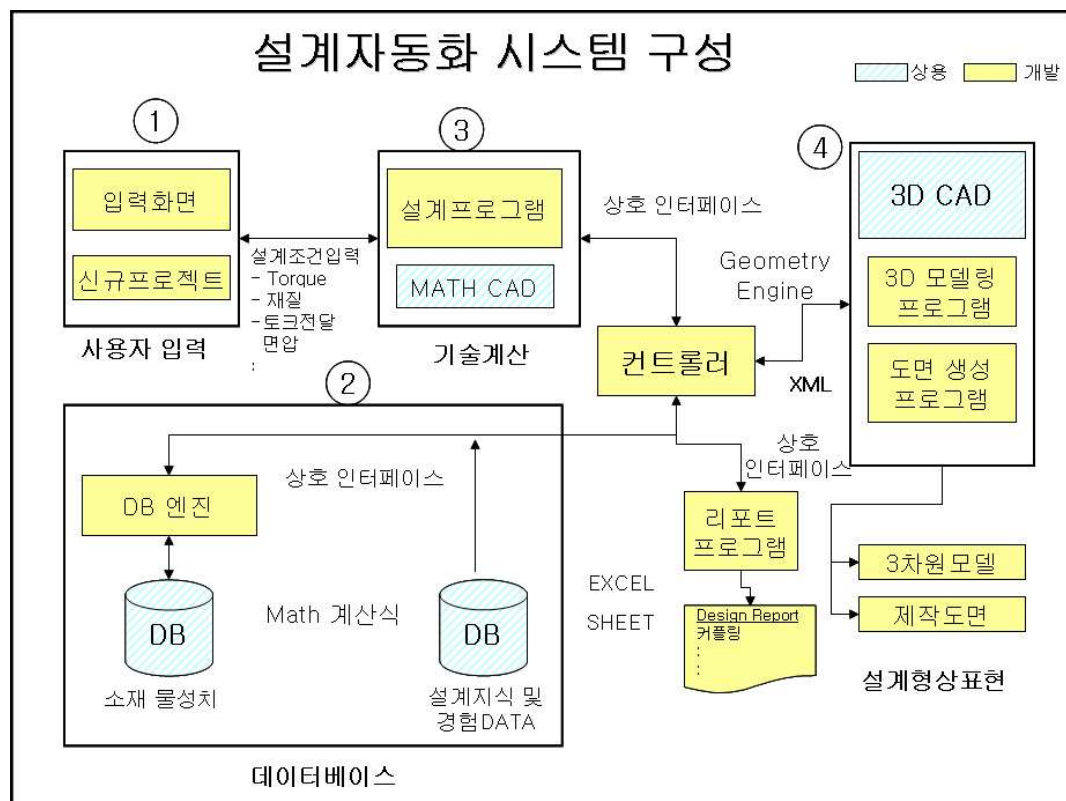 설계자동화 시스템 구성
상용
개발
①
입력화면
신규프로젝트
사용자 입력
설계조건입력
- Torque
- 재질
-토크전달
면압
:
③
설계프로그램
MATH CAD
기술계산
상호 인터페이스
컨트롤러
Geometry
Engine
XML
④
3D CAD
3D 모델링
프로그램
도면 생성
프로그램
②
상호 인터페이스
DB 엔진
DB
소재 물성치
Math 계산식
DB
설계지식 및
경험DATA
데이터베이스
상호
인터페이스
리포트
프로그램
EXCEL
SHEET
Design Report
커플링
:
:
:
3차원모델
제작도면
설계형상표현